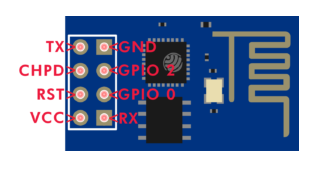 TX GND
CHPD GPIO 2
RST GPIO 0
VCC RX